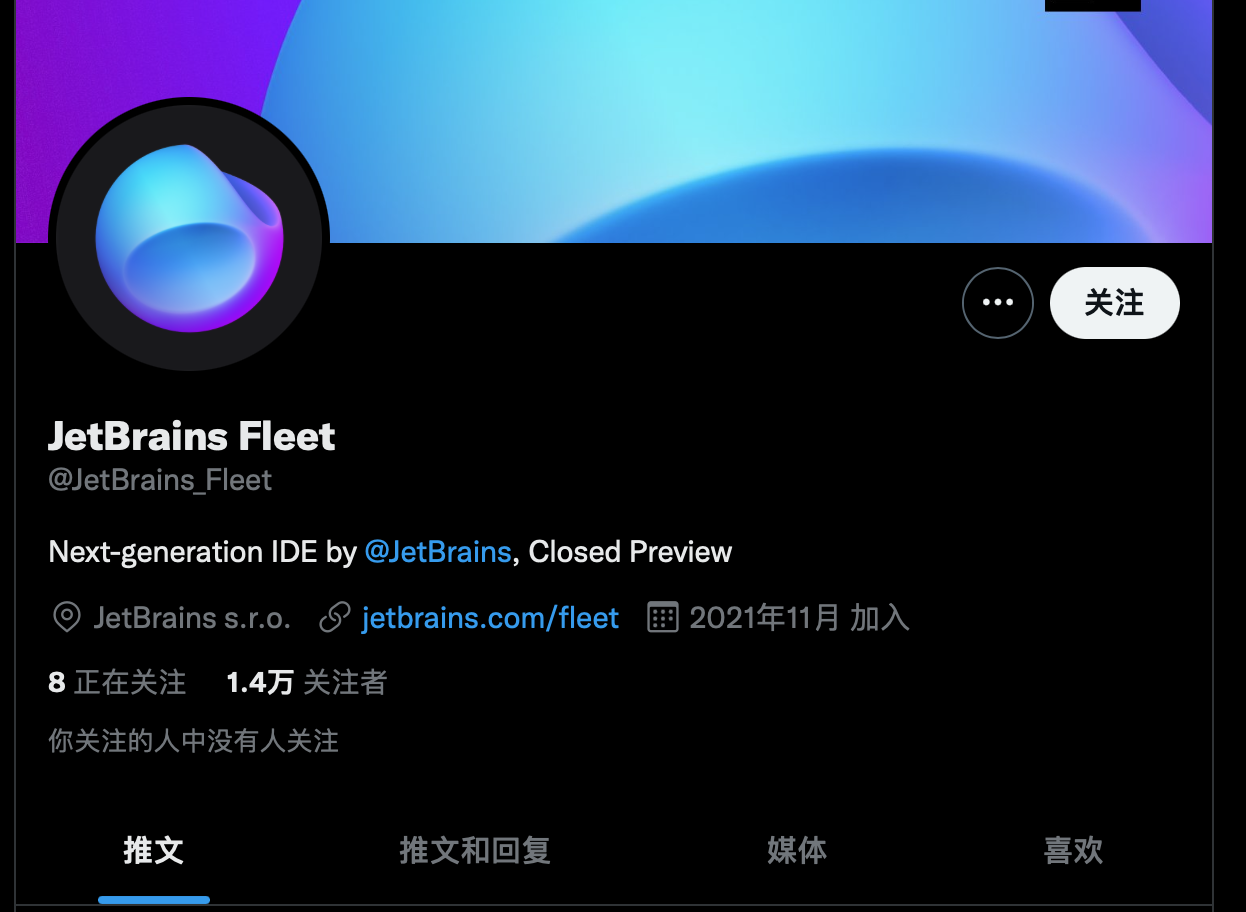 关注
JetBrains Fleet
@JetBrains_Fleet
Next-generation IDE by @JetBrains, Closed Preview
JetBrains s.r.o. jetbrains.com/fleet 2021年11月 加入
8 正在关注 1.4万 关注者
你关注的人中没有人关注
推文 推文和回复 媒体 喜欢